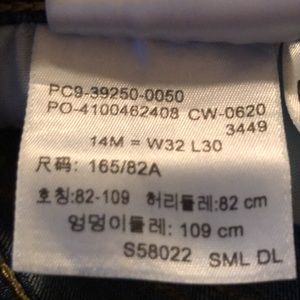 PC9-39250-0050
PO-4100462408 CW-0620
3449
14M = W32 L30
尺码: 165/82A
호칭:82-109 허리둘레:82 cm
엉덩이둘레: 109 cm
S58022 SML DL